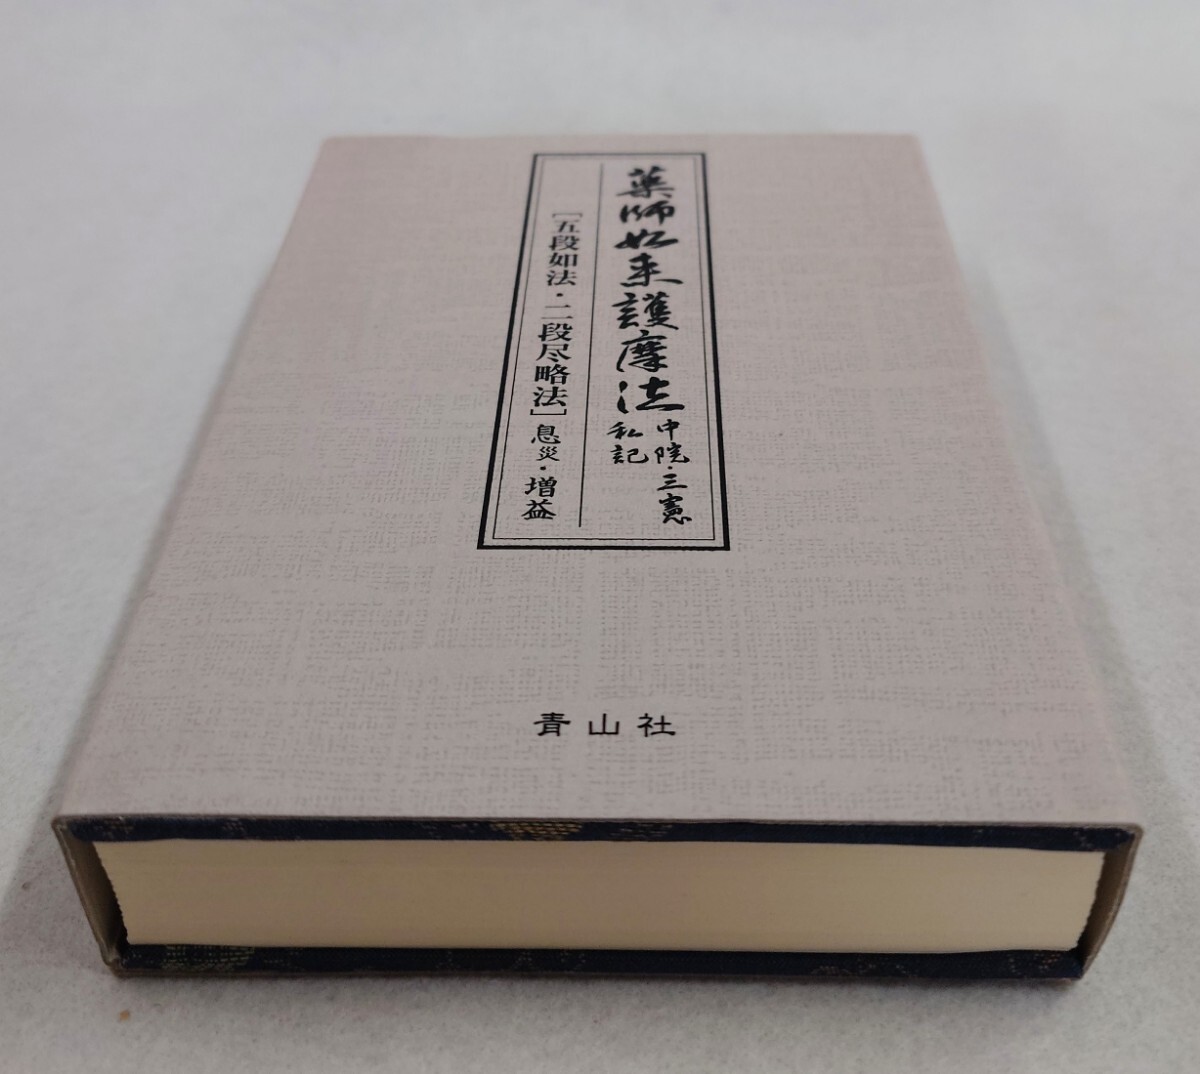 薬師如来護摩法 中院・三憲
私記
［五段如法・二段尽略法］息災・増益
青山社